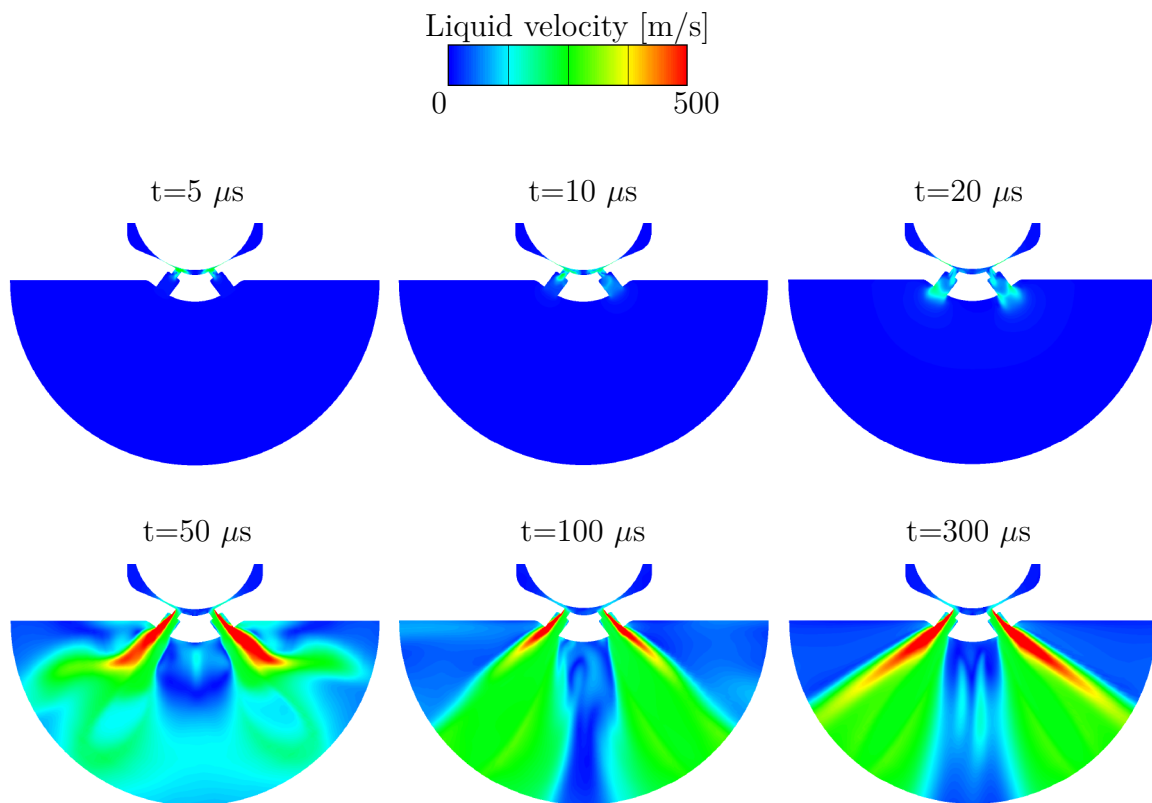 Liquid velocity [m/s]
0 500
t=5 μs t=10 μs t=20 μs
t=50 μs t=100 μs t=300 μs